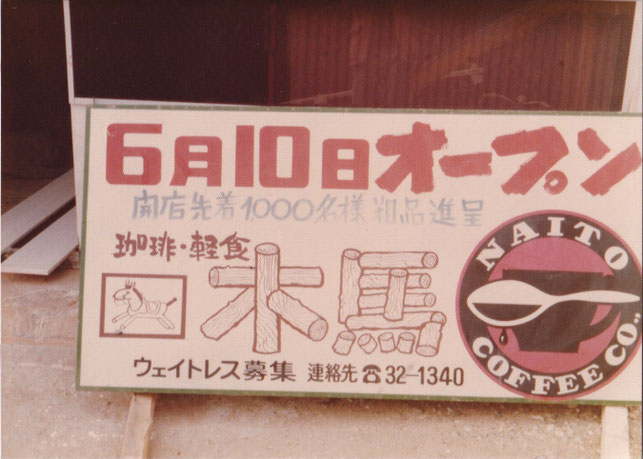 6月10日オープン
開店先着1000名様粗品進呈
珈琲・軽食
木馬
ウェイトレス募集 連絡先☎32-1340
NAITO
COFFEE CO.,